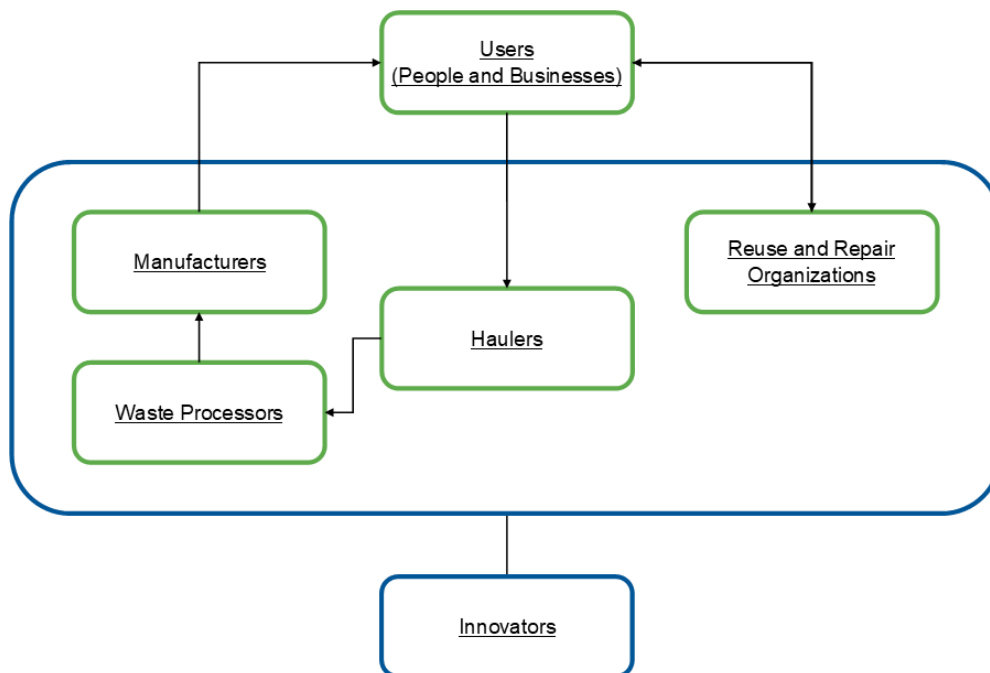 Users
(People and Businesses)
Manufacturers
Reuse and Repair
Organizations
Haulers
Waste Processors
Innovators